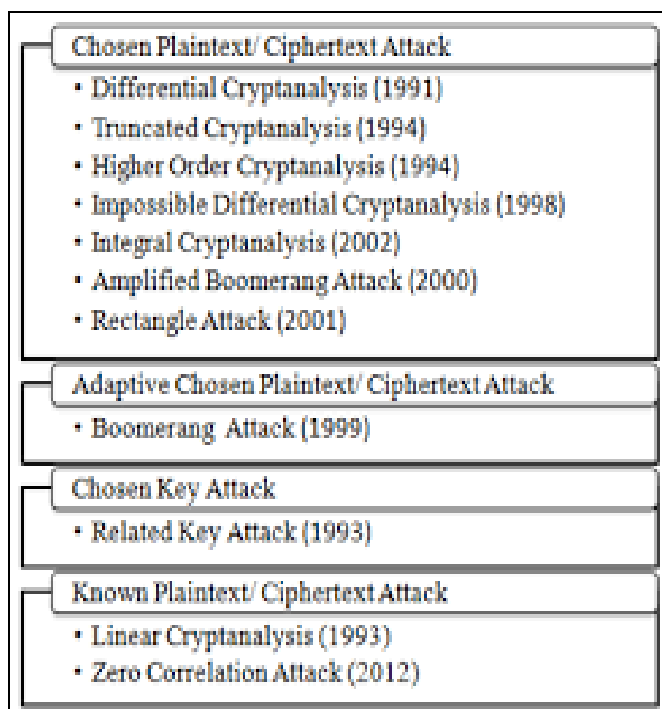 Chosen Plaintext/ Ciphertext Attack
• Differential Cryptanalysis (1991)
• Truncated Cryptanalysis (1994)
• Higher Order Cryptanalysis (1994)
• Impossible Differential Cryptanalysis (1998)
• Integral Cryptanalysis (2002)
• Amplified Boomerang Attack (2000)
• Rectangle Attack (2001)
Adaptive Chosen Plaintext/ Ciphertext Attack
• Boomerang Attack (1999)
Chosen Key Attack
• Related Key Attack (1993)
Known Plaintext/ Ciphertext Attack
• Linear Cryptanalysis (1993)
• Zero Correlation Attack (2012)